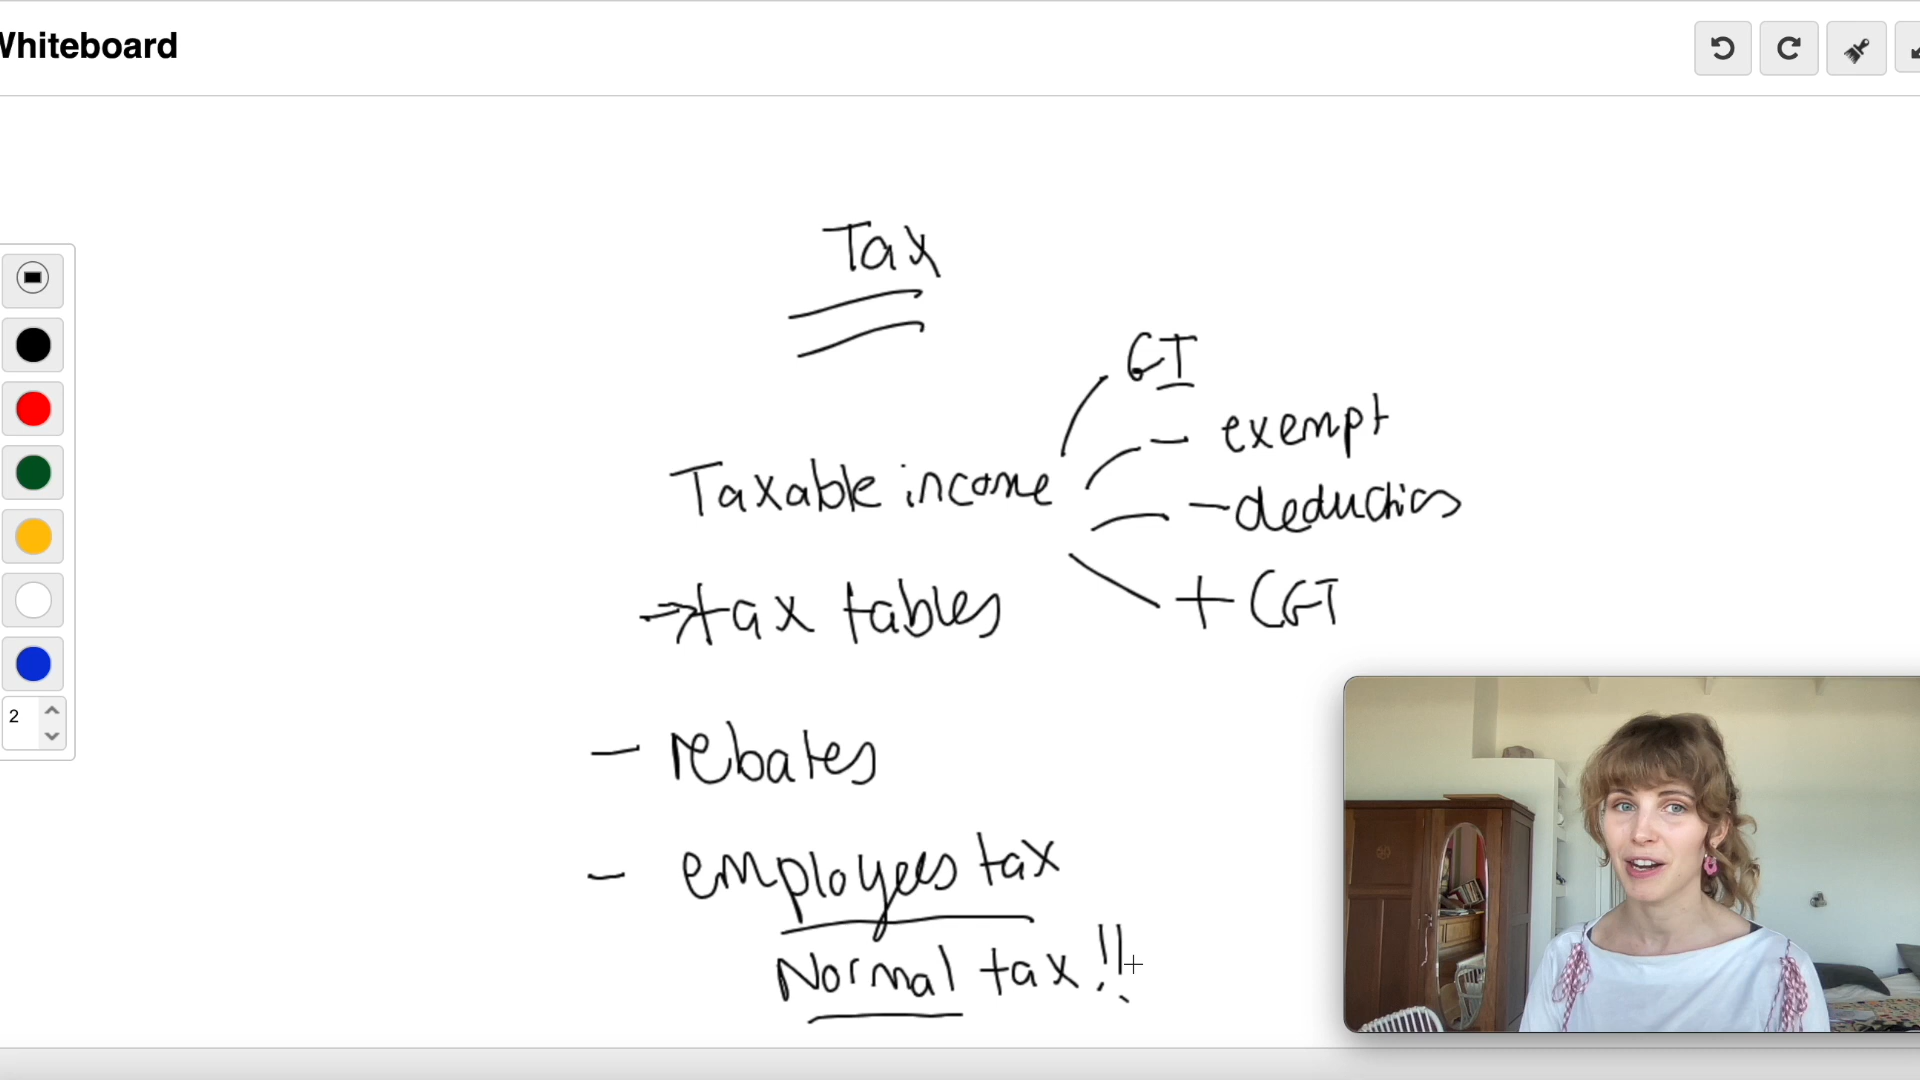 Whiteboard
Tax
GI
- exempt
Taxable income
- deductions
+ CGT
→ tax tables
2
- rebates
- employees tax
Normal tax !!